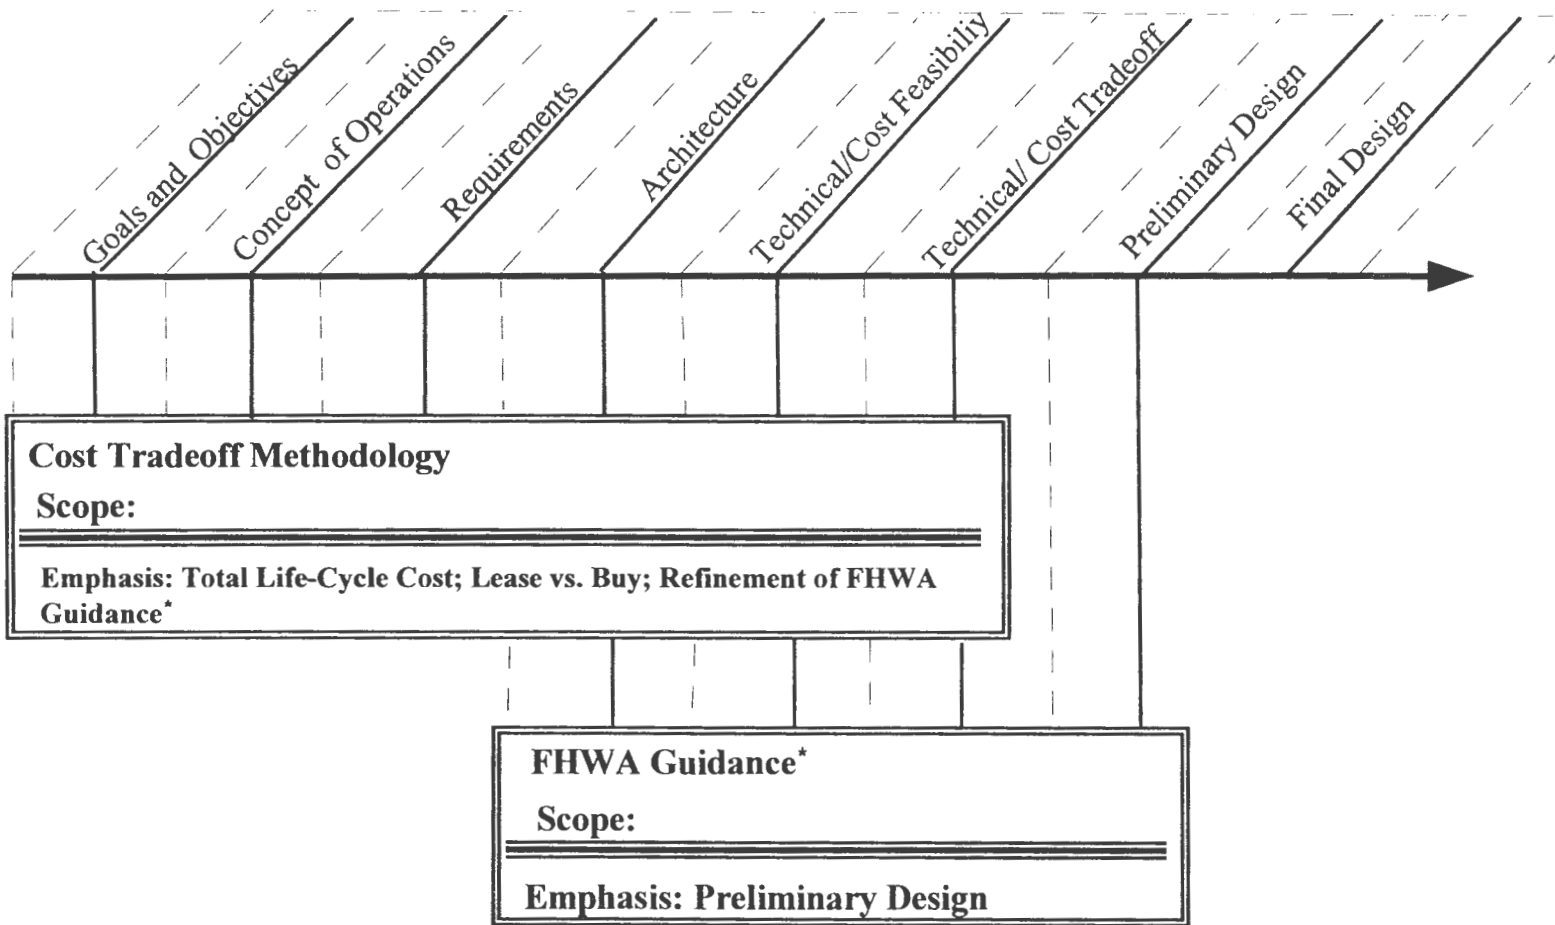 Goals and Objectives
Concept of Operations
Requirements
Architecture
Technical/Cost Feasibiliy
Technical/ Cost Tradeoff
Preliminary Design
Final Design
Cost Tradeoff Methodology
Scope:
Emphasis: Total Life-Cycle Cost; Lease vs. Buy; Refinement of FHWA
Guidance*
FHWA Guidance*
Scope:
Emphasis: Preliminary Design